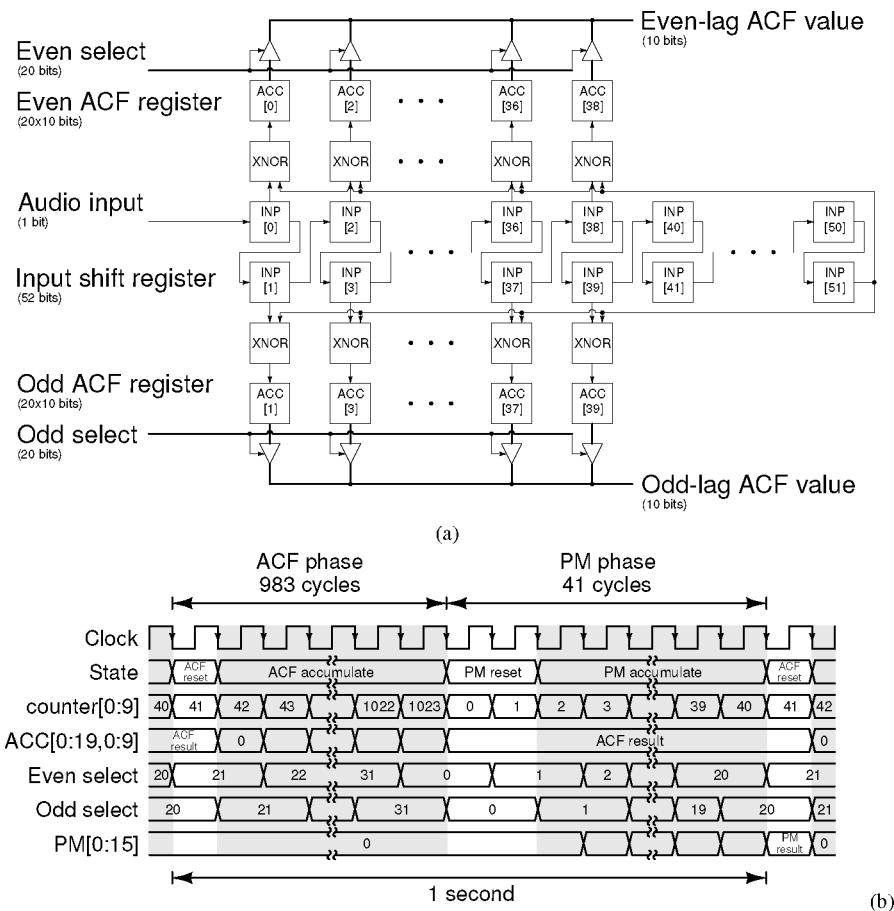 Even-lag ACF value
(10 bits)
Even select
(20 bits)
Even ACF register
(20x10 bits)
ACC [0]
ACC [2]
ACC [36]
ACC [38]
XNOR
XNOR
XNOR
XNOR
Audio input
(1 bit)
INP [0]
INP [2]
INP [36]
INP [38]
INP [40]
INP [50]
Input shift register
(52 bits)
INP [1]
INP [3]
INP [37]
INP [39]
INP [41]
INP [51]
XNOR
XNOR
XNOR
XNOR
Odd ACF register
(20x10 bits)
ACC [1]
ACC [3]
ACC [37]
ACC [39]
Odd select
(20 bits)
Odd-lag ACF value
(10 bits)
(a)
ACF phase
983 cycles
PM phase
41 cycles
Clock
State ACF reset ACF accumulate PM reset PM accumulate ACF reset
counter[0:9] 40 41 42 43 1022 1023 0 1 2 3 39 40 41 42
ACC[0:19,0:9] ACF result 0 ACF result 0
Even select 20 21 22 31 0 1 2 20 21
Odd select 20 21 31 0 1 19 20 21
PM[0:15] 0 PM result 0
1 second
(b)